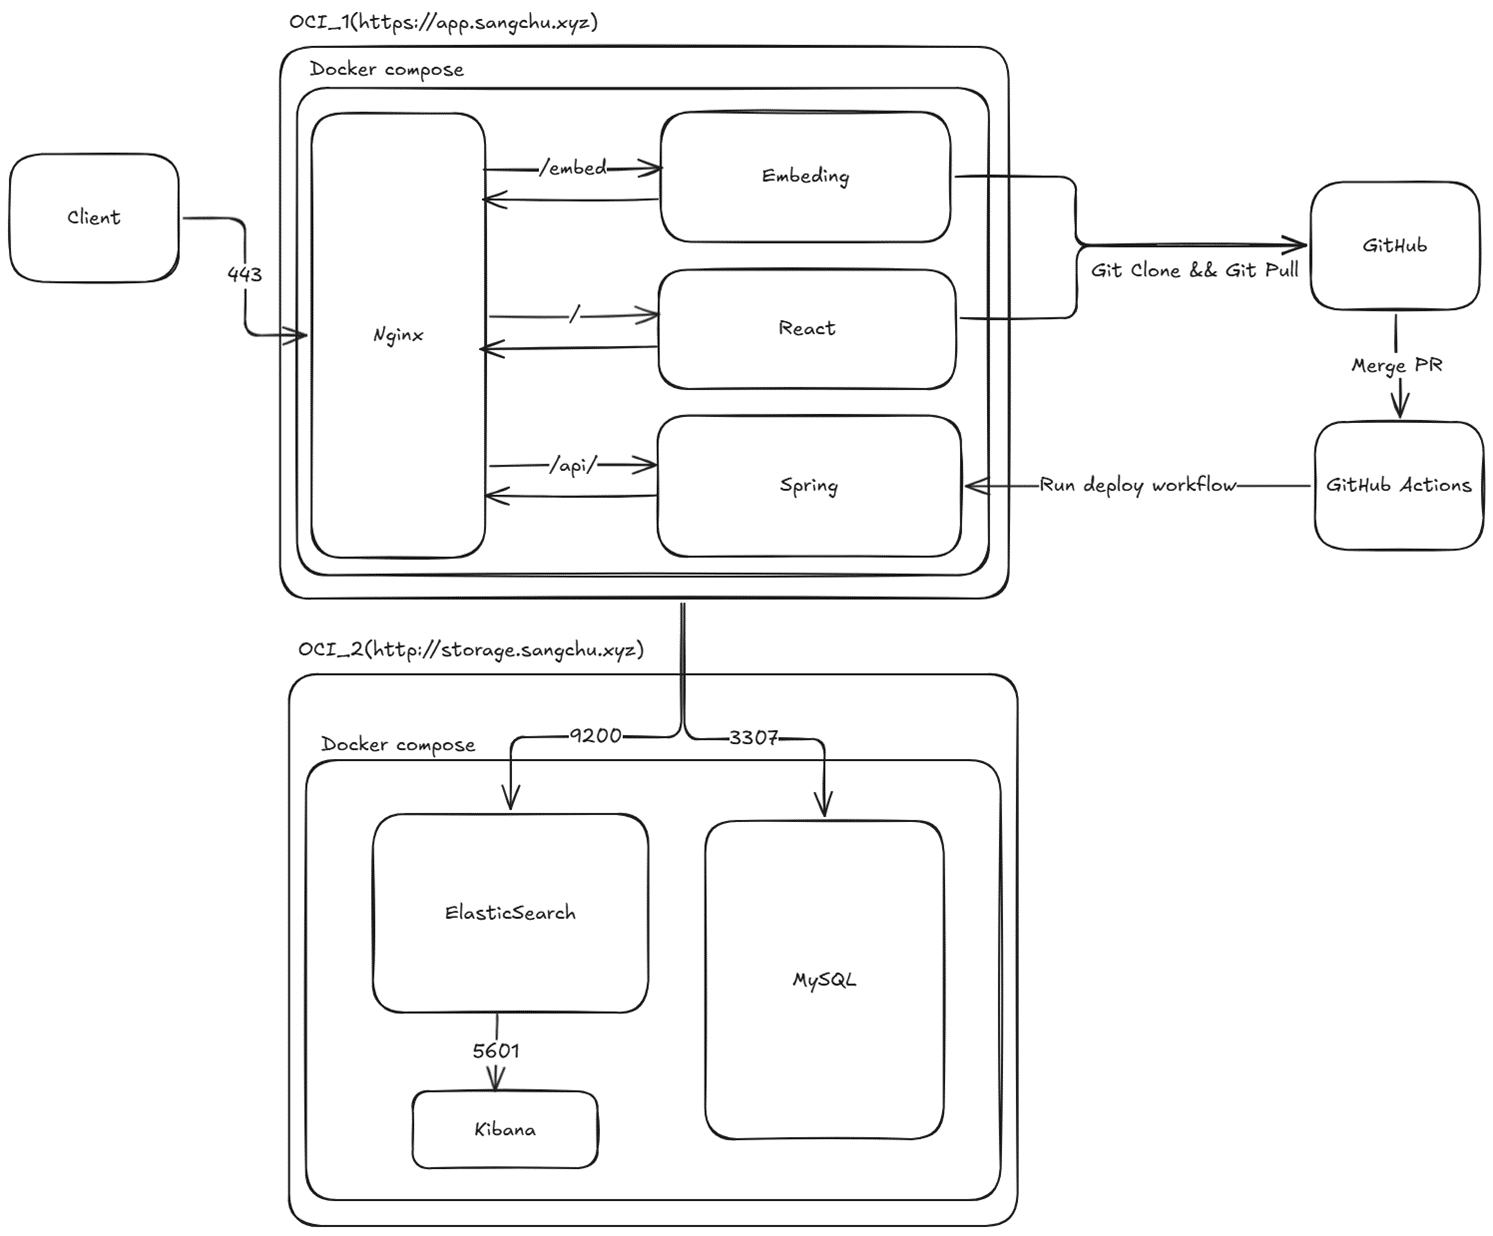 OCI_1(https://app.sangchu.xyz)
Docker compose
Client
443
Nginx
/embed
Embeding
/
React
/api/
Spring
Git Clone && Git Pull
GitHub
Merge PR
GitHub Actions
Run deploy workflow
OCI_2(http://storage.sangchu.xyz)
Docker compose
9200
3307
ElasticSearch
MySQL
5601
Kibana